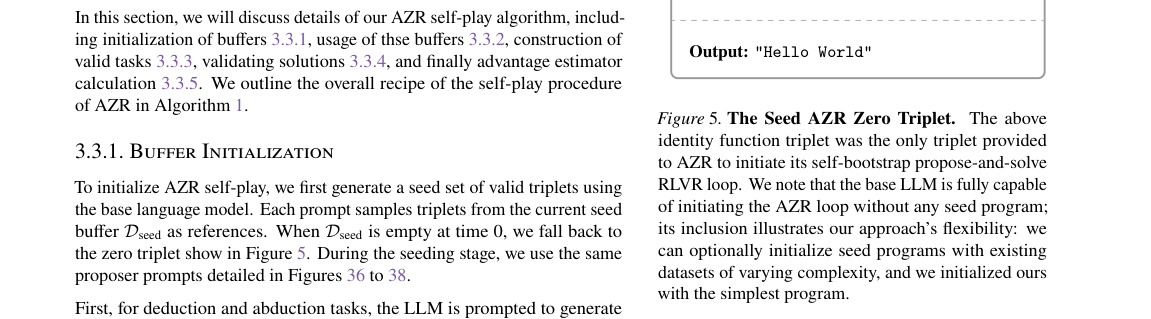 In this section, we will discuss details of our AZR self-play algorithm, includ-
ing initialization of buffers 3.3.1, usage of thse buffers 3.3.2, construction of
valid tasks 3.3.3, validating solutions 3.3.4, and finally advantage estimator
calculation 3.3.5. We outline the overall recipe of the self-play procedure
of AZR in Algorithm 1.
3.3.1. BUFFER INITIALIZATION
To initialize AZR self-play, we first generate a seed set of valid triplets using
the base language model. Each prompt samples triplets from the current seed
buffer 𝒟seed as references. When 𝒟seed is empty at time 0, we fall back to
the zero triplet show in Figure 5. During the seeding stage, we use the same
proposer prompts detailed in Figures 36 to 38.
First, for deduction and abduction tasks, the LLM is prompted to generate
Output: "Hello World"
Figure 5. The Seed AZR Zero Triplet. The above
identity function triplet was the only triplet provided
to AZR to initiate its self-bootstrap propose-and-solve
RLVR loop. We note that the base LLM is fully capable
of initiating the AZR loop without any seed program;
its inclusion illustrates our approach's flexibility: we
can optionally initialize seed programs with existing
datasets of varying complexity, and we initialized ours
with the simplest program.